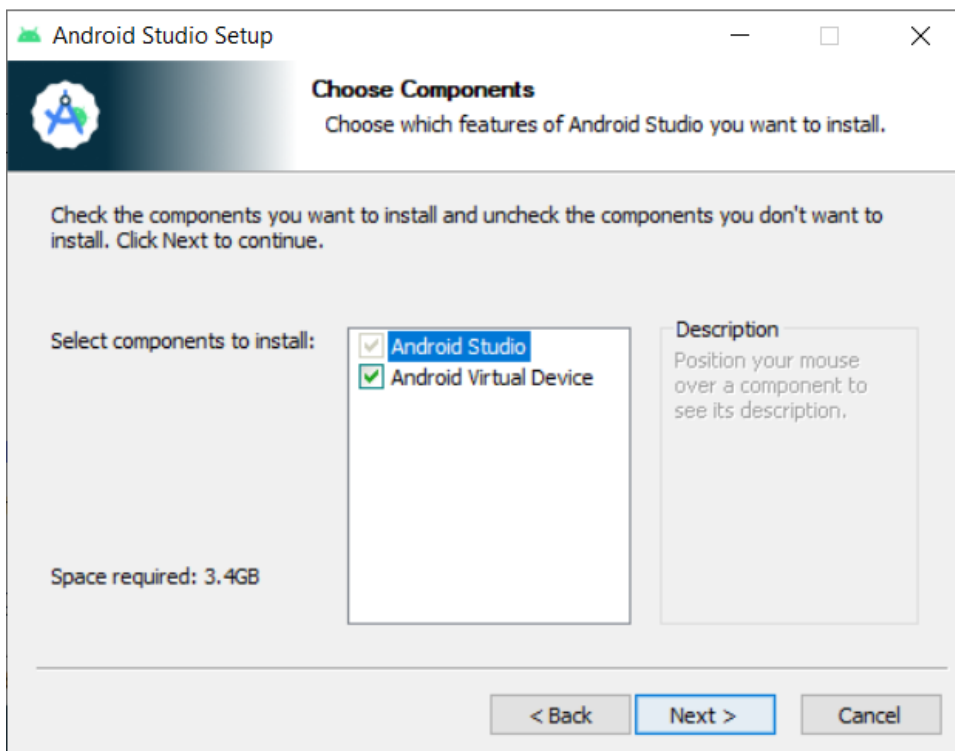 Android Studio Setup
Choose Components
Choose which features of Android Studio you want to install.
Check the components you want to install and uncheck the components you don't want to
install. Click Next to continue.
Select components to install:
Android Studio
Android Virtual Device
Description
Position your mouse
over a component to
see its description.
Space required: 3.4GB
< Back
Next >
Cancel